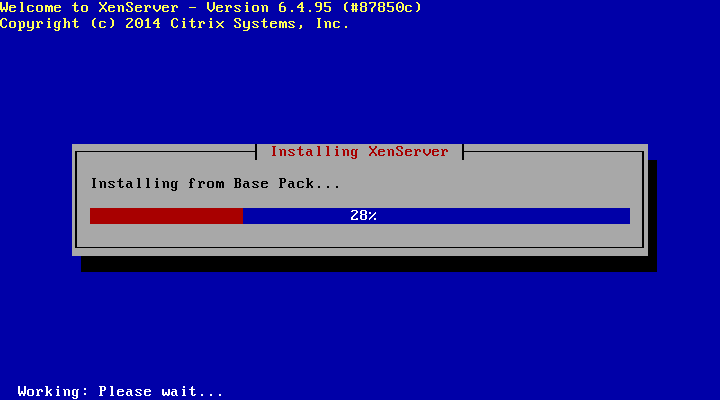 Welcome to XenServer - Version 6.4.95 (#87850c)
Copyright (c) 2014 Citrix Systems, Inc.
Installing XenServer
Installing from Base Pack...
28%
Working: Please wait...